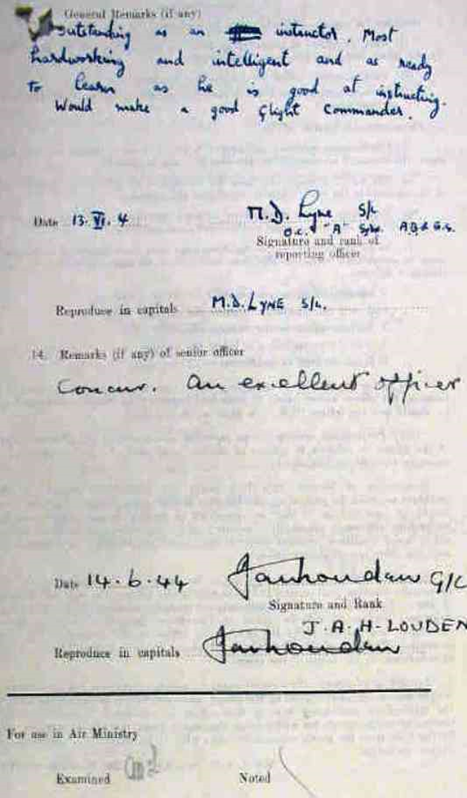 General Remarks (if any)
Outstanding as an instructor. Most
hardworking and intelligent and as ready
to learn as he is good at instructing.
Would make a good Flight Commander.
Date 13. VI. 4 M.D. Lyne S/L
O.C. "A" A.B.& G.S.
Signature and rank of
reporting officer
Reproduce in capitals M.D. LYNE S/L.
14. Remarks (if any) of senior officer
Concur. An excellent officer
Date 14.6.44 G/C
Signature and Rank
J.A.H-LOUDEN
Reproduce in capitals
For use in Air Ministry
Examined Noted